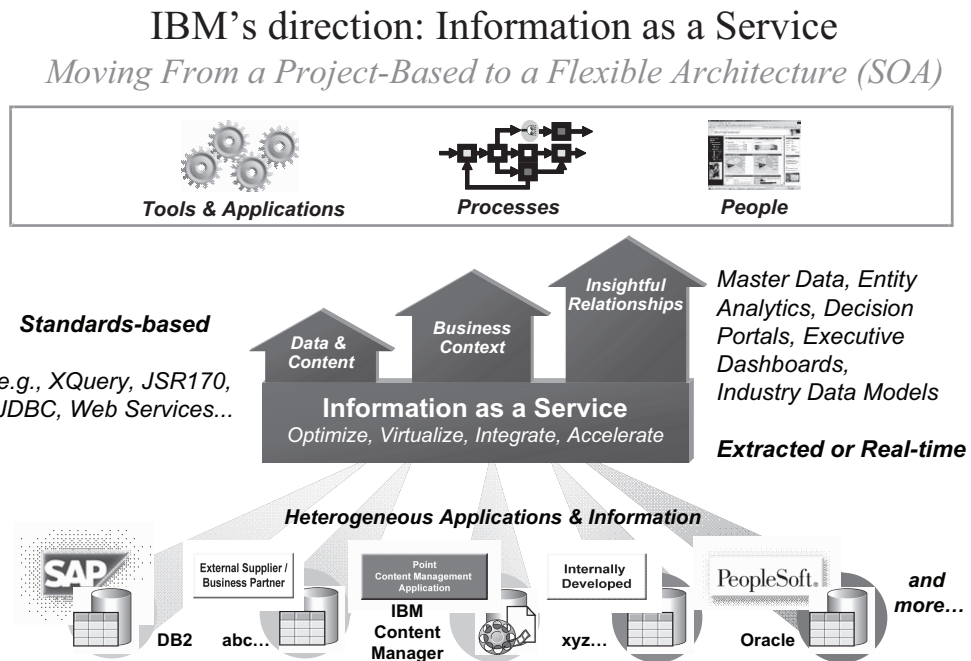 IBM’s direction: Information as a Service
Moving From a Project-Based to a Flexible Architecture (SOA)
Tools & Applications
Processes
People
Standards-based
e.g., XQuery, JSR170,
JDBC, Web Services...
Data &
Content
Business
Context
Insightful
Relationships
Master Data, Entity
Analytics, Decision
Portals, Executive
Dashboards,
Industry Data Models
Extracted or Real-time
Information as a Service
Optimize, Virtualize, Integrate, Accelerate
Heterogeneous Applications & Information
SAP
DB2
External Supplier /
Business Partner
abc…
Point
Content Management
Application
IBM
Content
Manager
Internally
Developed
xyz…
PeopleSoft.
Oracle
and
more…